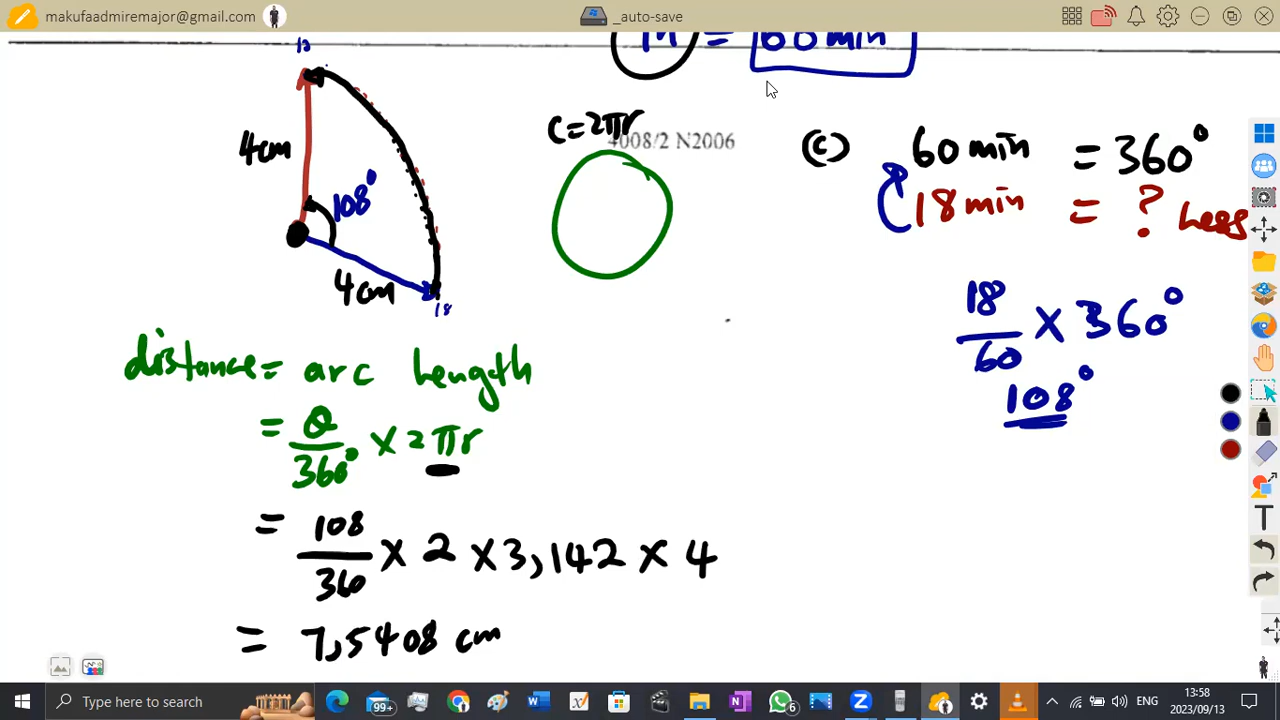 makufaadmiremajor@gmail.com
_auto-save
M = 60 min
12
4cm
108°
4cm
18
C = 2πr
4008/2 N2006
(c) 60 min = 360°
18 min = ? Less
18/60 × 360°
108°
distance = arc length
= θ/360° × 2πr
= 108/360 × 2 × 3,142 × 4
= 7,5408 cm
Type here to search
99+
6
ENG
13:58
2023/09/13